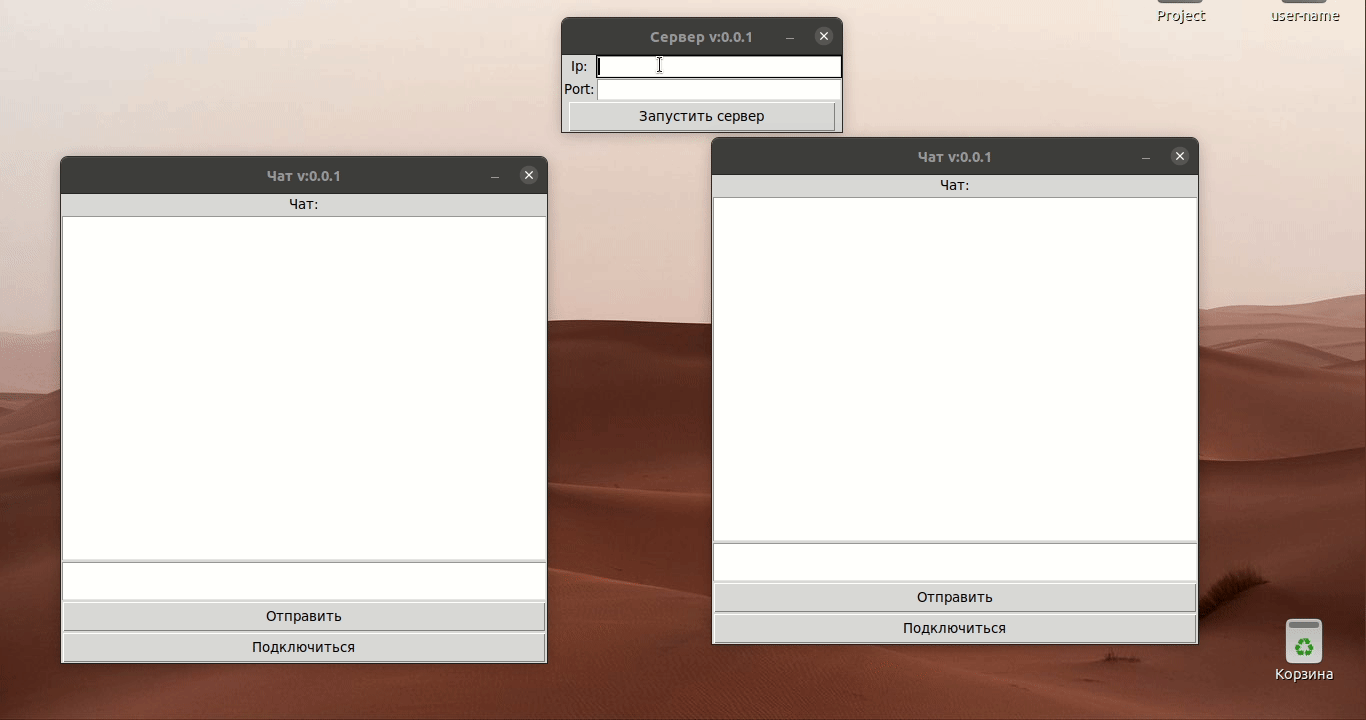 Project
user-name
Сервер v:0.0.1
Ip:
Port:
Запустить сервер
Чат v:0.0.1
Чат:
Отправить
Подключиться
Чат v:0.0.1
Чат:
Отправить
Подключиться
Корзина